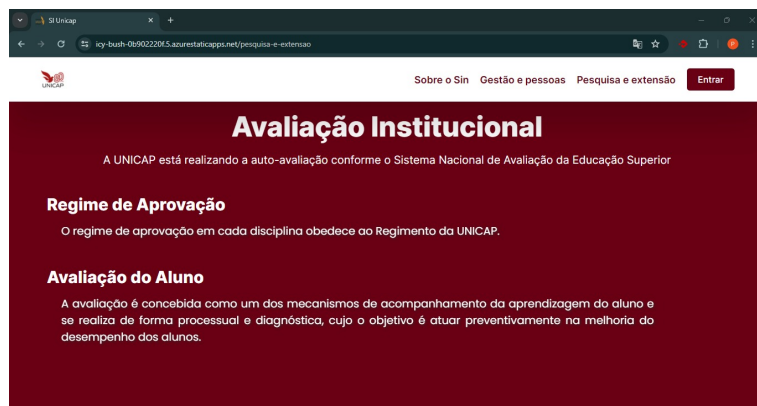 SI Unicap
icy-bush-0b902220f.5.azurestaticapps.net/pesquisa-e-extensao
P
UNICAP
Sobre o Sin Gestão e pessoas Pesquisa e extensão Entrar
Avaliação Institucional
A UNICAP está realizando a auto-avaliação conforme o Sistema Nacional de Avaliação da Educação Superior
Regime de Aprovação
O regime de aprovação em cada disciplina obedece ao Regimento da UNICAP.
Avaliação do Aluno
A avaliação é concebida como um dos mecanismos de acompanhamento da aprendizagem do aluno e
se realiza de forma processual e diagnóstica, cujo o objetivo é atuar preventivamente na melhoria do
desempenho dos alunos.